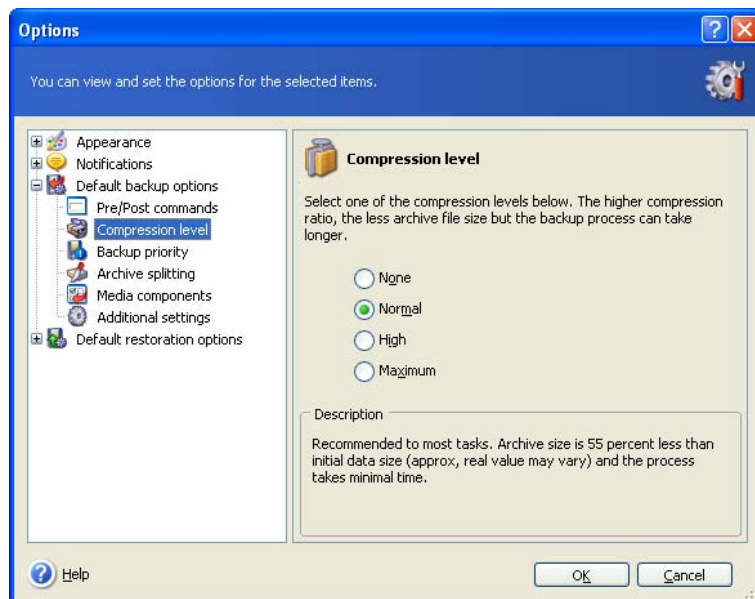 Options
You can view and set the options for the selected items.
Appearance
Notifications
Default backup options
Pre/Post commands
Compression level
Backup priority
Archive splitting
Media components
Additional settings
Default restoration options
Compression level
Select one of the compression levels below. The higher compression
ratio, the less archive file size but the backup process can take
longer.
None
Normal
High
Maximum
Description
Recommended to most tasks. Archive size is 55 percent less than
initial data size (approx, real value may vary) and the process
takes minimal time.
Help
OK
Cancel